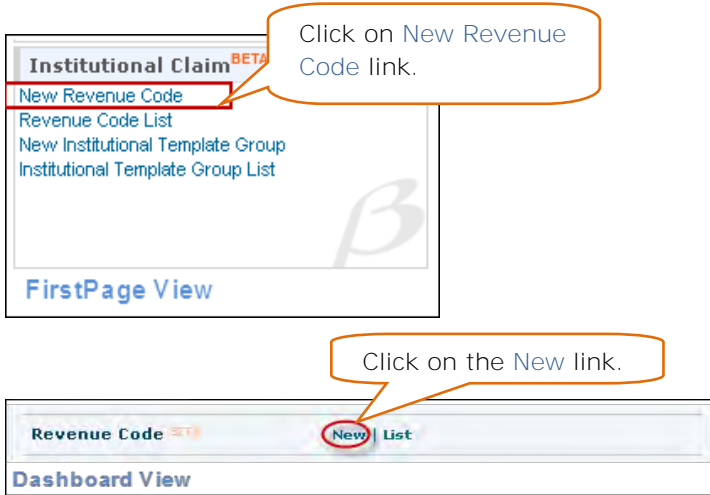 Click on New Revenue
Code link.
Institutional Claim BETA
New Revenue Code
Revenue Code List
New Institutional Template Group
Institutional Template Group List
β
FirstPage View
Click on the New link.
Revenue Code BETA New | List
Dashboard View